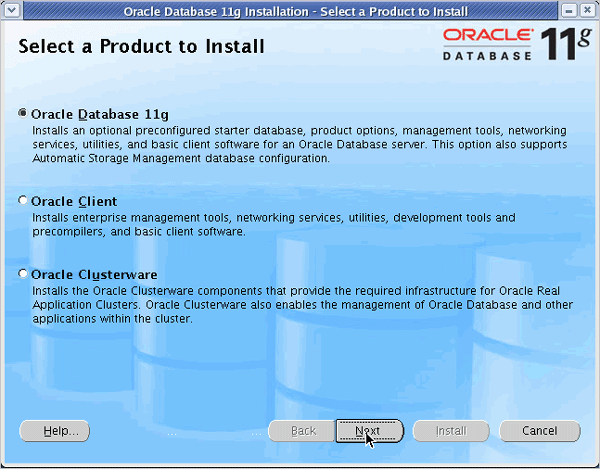 Oracle Database 11g Installation - Select a Product to Install
Select a Product to Install
ORACLE
DATABASE
11g
Oracle Database 11g
Installs an optional preconfigured starter database, product options, management tools, networking
services, utilities, and basic client software for an Oracle Database server. This option also supports
Automatic Storage Management database configuration.
Oracle Client
Installs enterprise management tools, networking services, utilities, development tools and
precompilers, and basic client software.
Oracle Clusterware
Installs the Oracle Clusterware components that provide the required infrastructure for Oracle Real
Application Clusters. Oracle Clusterware also enables the management of Oracle Database and other
applications within the cluster.
Help...
...
...
Back
Next
Install
Cancel